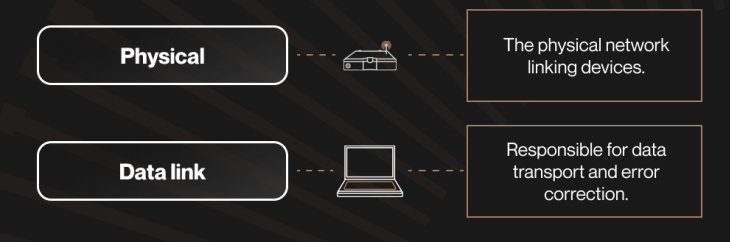 Physical
The physical network
linking devices.
Data link
Responsible for data
transport and error
correction.